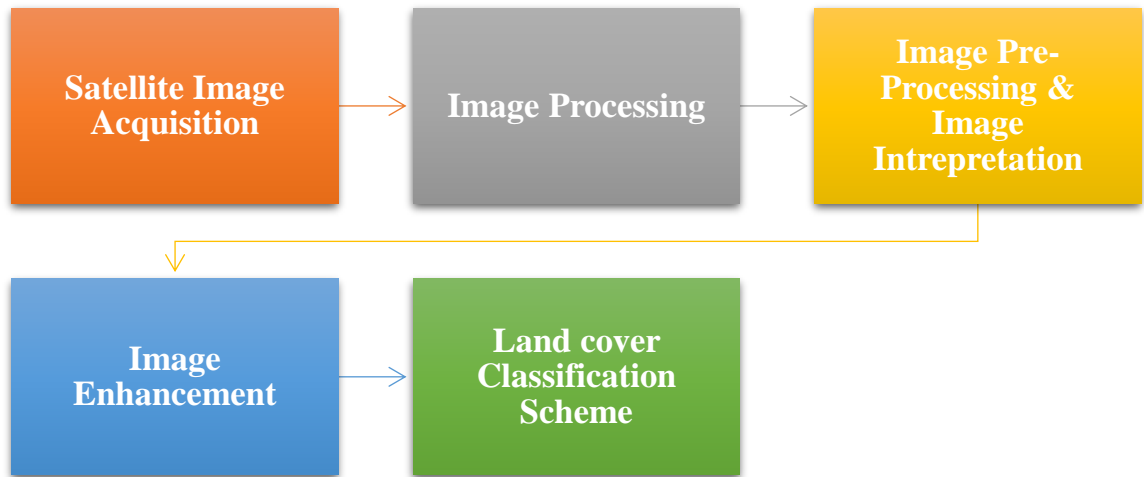 Satellite Image
Acquisition
Image Processing
Image Pre-
Processing &
Image
Intrepretation
Image
Enhancement
Land cover
Classification
Scheme